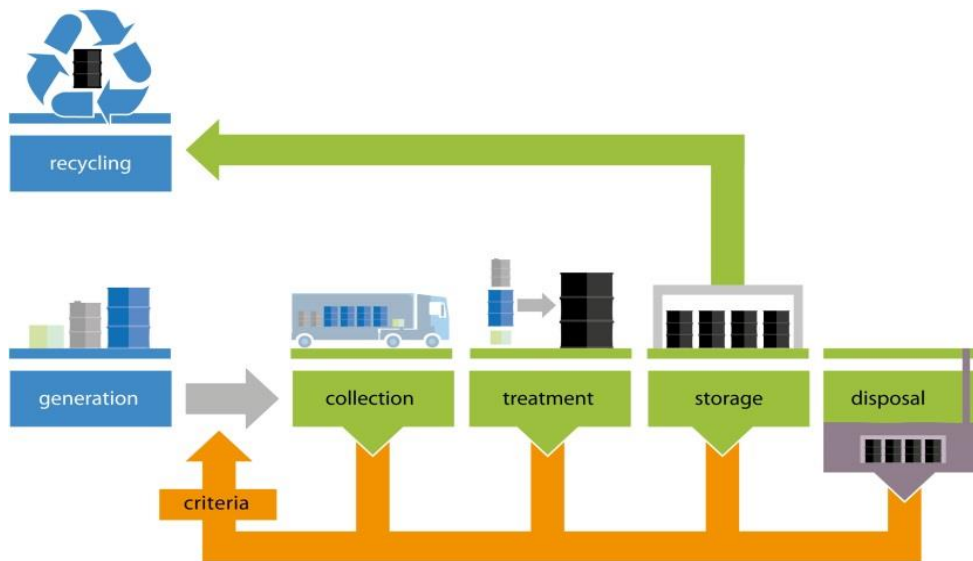 recycling
generation
collection
treatment
storage
disposal
criteria